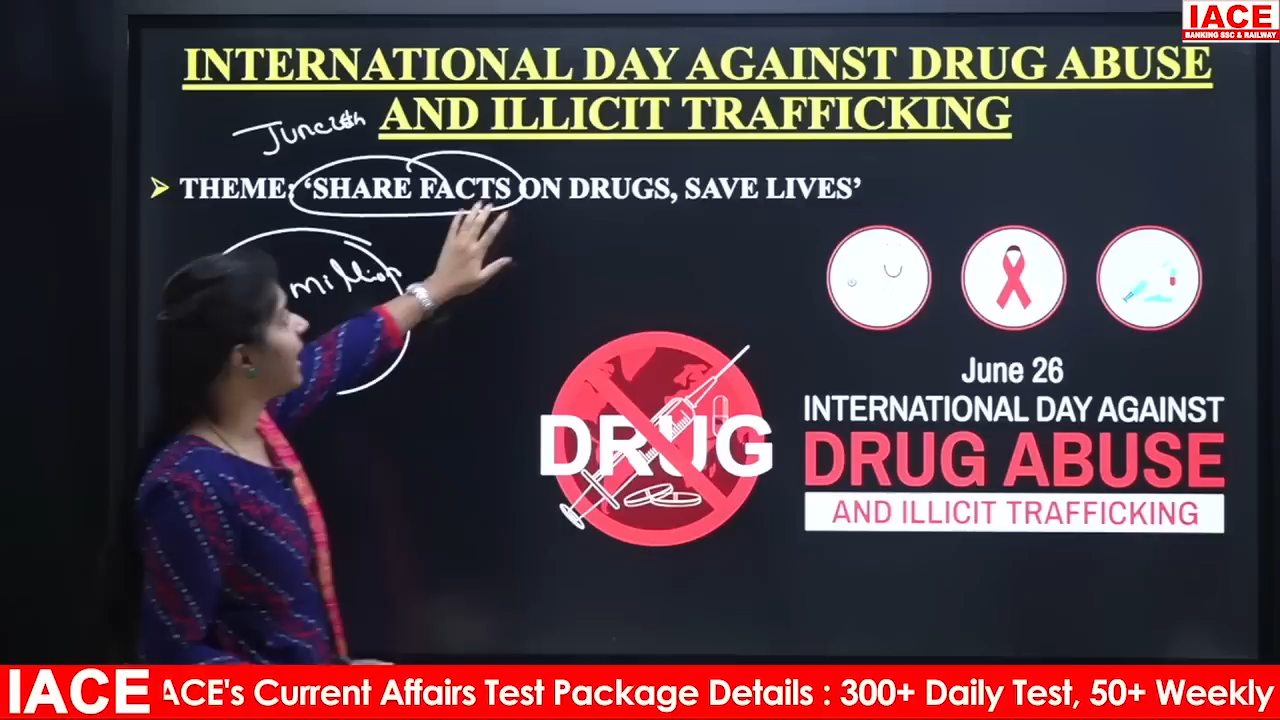 IACE
BANKING SSC & RAILWAY
INTERNATIONAL DAY AGAINST DRUG ABUSE
AND ILLICIT TRAFFICKING
➢ THEME: ‘SHARE FACTS ON DRUGS, SAVE LIVES’
million
DRUG
June 26
INTERNATIONAL DAY AGAINST
DRUG ABUSE
AND ILLICIT TRAFFICKING
IACE ACE's Current Affairs Test Package Details : 300+ Daily Test, 50+ Weekly